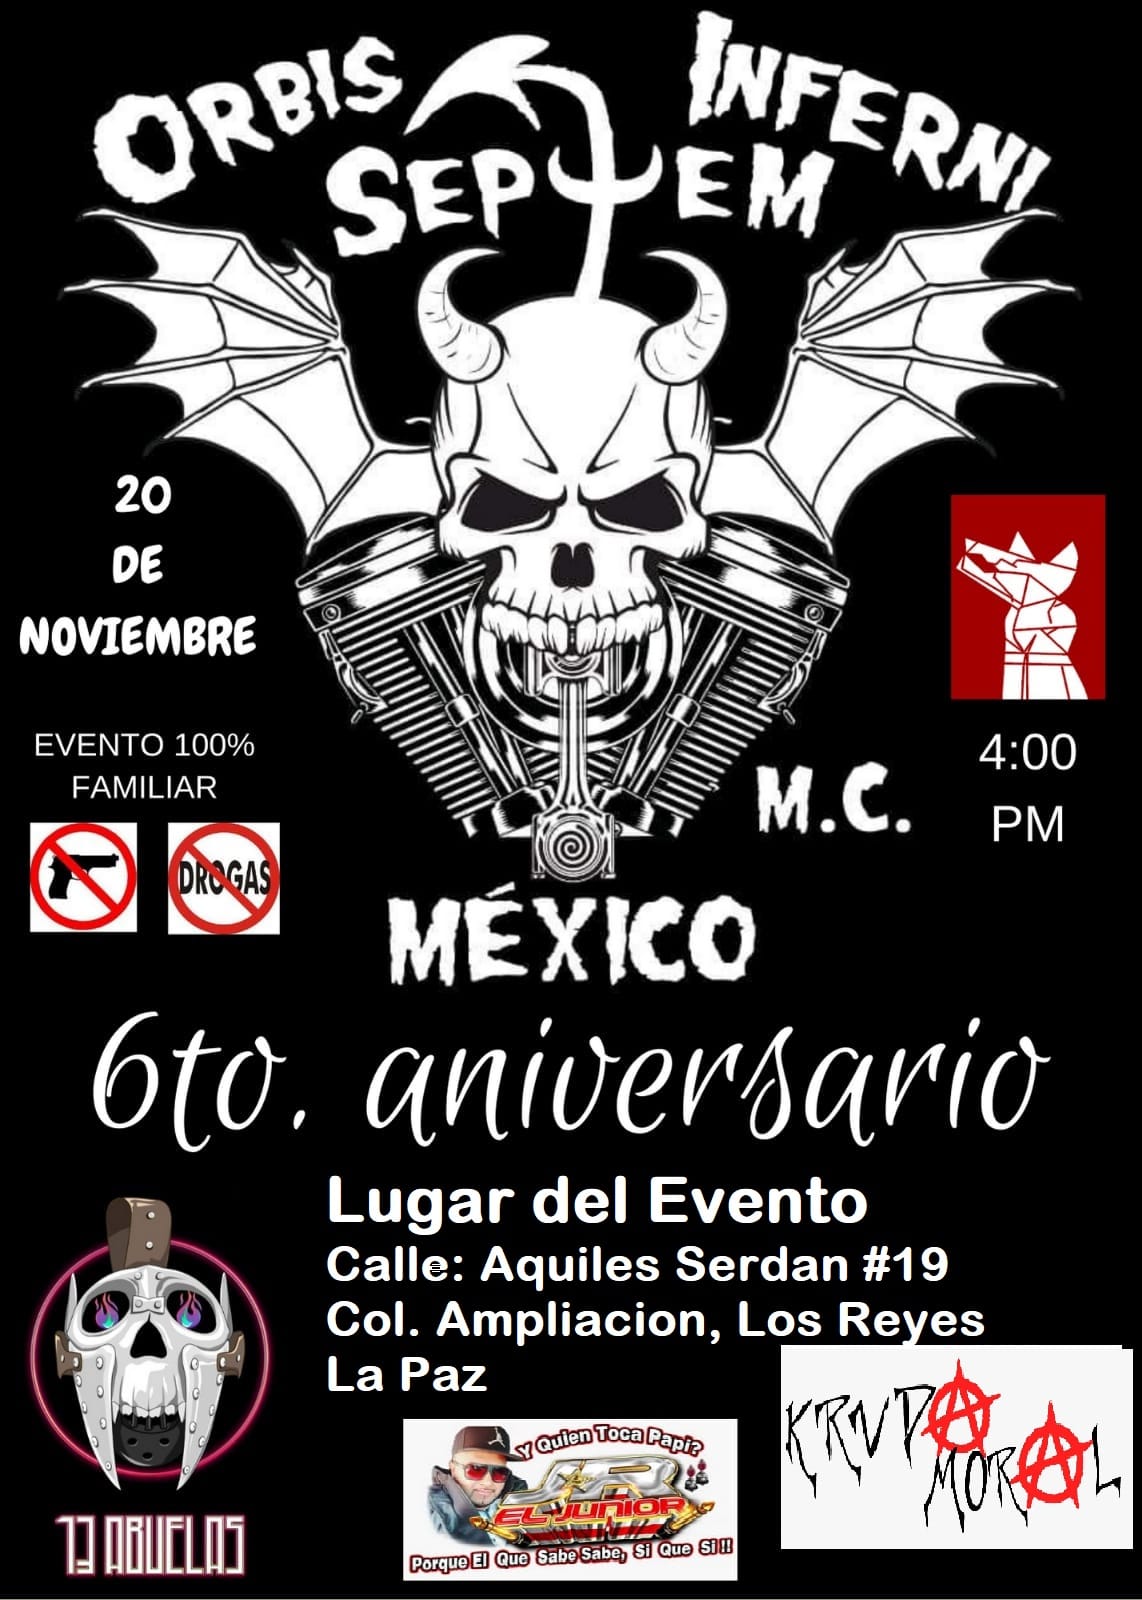 ORBIS INFERNI
SEPTEM
20
DE
NOVIEMBRE
EVENTO 100%
FAMILIAR
DROGAS
4:00
PM
M.C.
MÉXICO
6to. aniversario
Lugar del Evento
Calle: Aquiles Serdan #19
Col. Ampliacion, Los Reyes
La Paz
13 ABUELAS
Y Quien Toca Papi?
JR
EL JUNIOR
Porque El Que Sabe Sabe, Si Que Si !!
KRUDA
MORAL